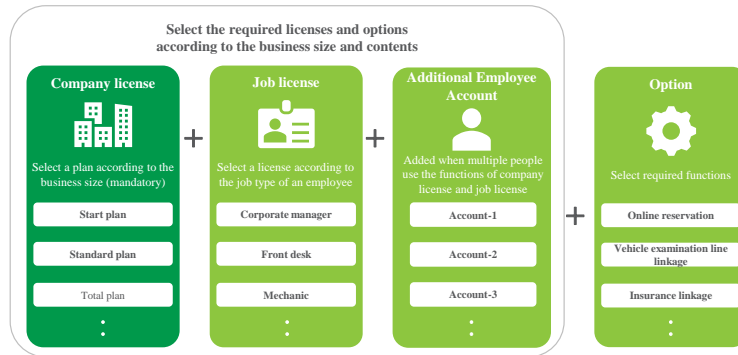 Select the required licenses and options
according to the business size and contents
Company license
Select a plan according to the
business size (mandatory)
Start plan
Standard plan
Total plan
:
+
Job license
Select a license according to
the job type of an employee
Corporate manager
Front desk
Mechanic
:
+
Additional Employee
Account
Added when multiple people
use the functions of company
license and job license
Account-1
Account-2
Account-3
:
+
Option
Select required functions
Online reservation
Vehicle examination line
linkage
Insurance linkage
: